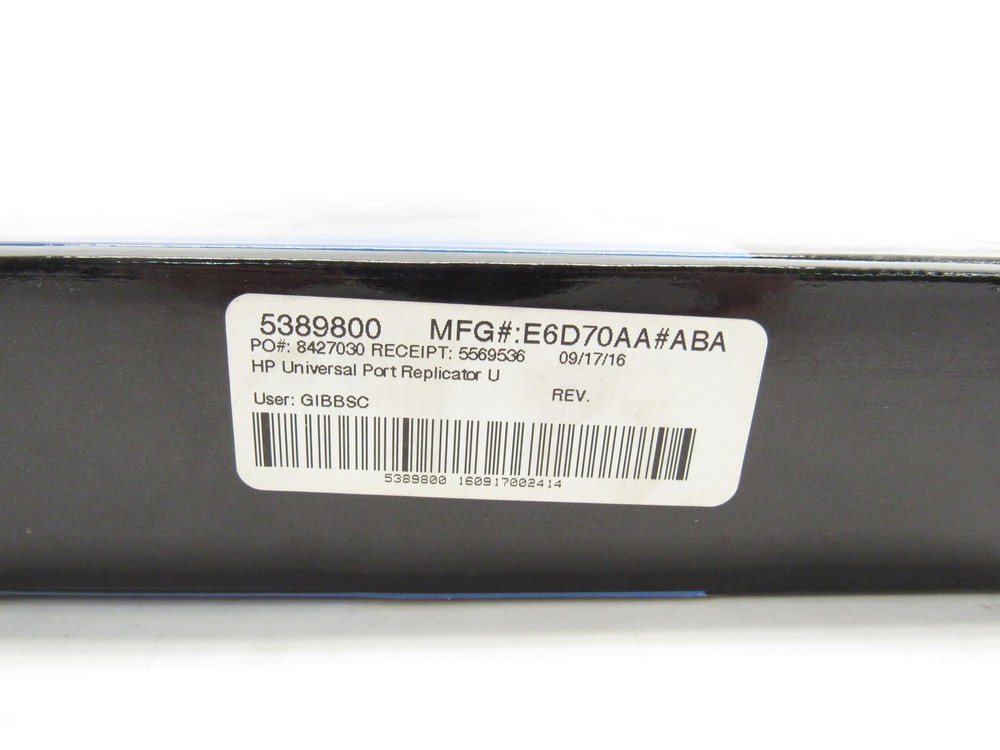 5389800 MFG#:E6D70AA#ABA
PO#: 8427030 RECEIPT: 5569536 09/17/16
HP Universal Port Replicator U
User: GIBBSC REV.
5389800 160917002414